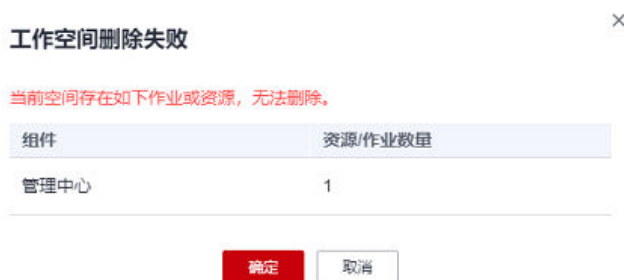 工作空间删除失败
当前空间存在如下作业或资源，无法删除。
组件 资源/作业数量
管理中心 1
确定 取消